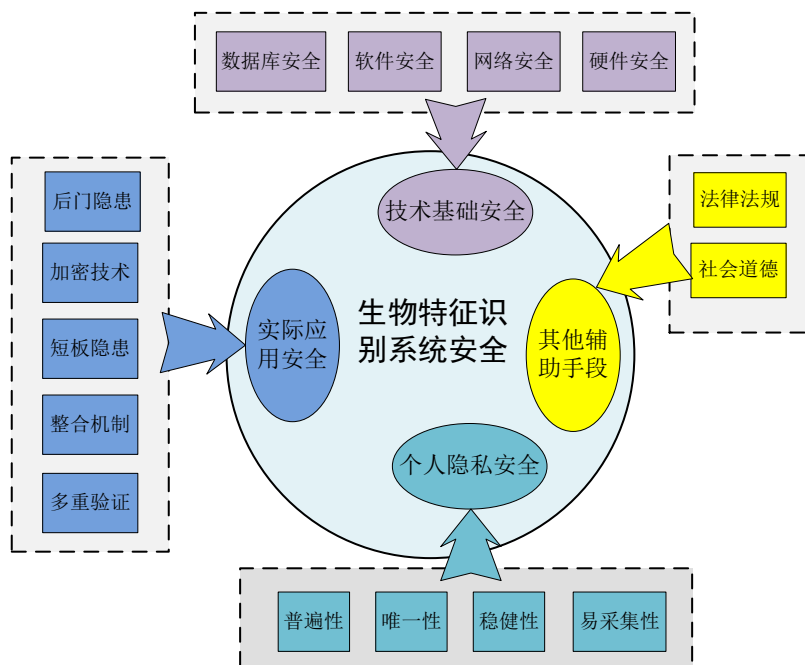 数据库安全
软件安全
网络安全
硬件安全
技术基础安全
后门隐患
加密技术
短板隐患
整合机制
多重验证
实际应
用安全
生物特征识
别系统安全
法律法规
社会道德
其他辅
助手段
个人隐私安全
普遍性
唯一性
稳健性
易采集性